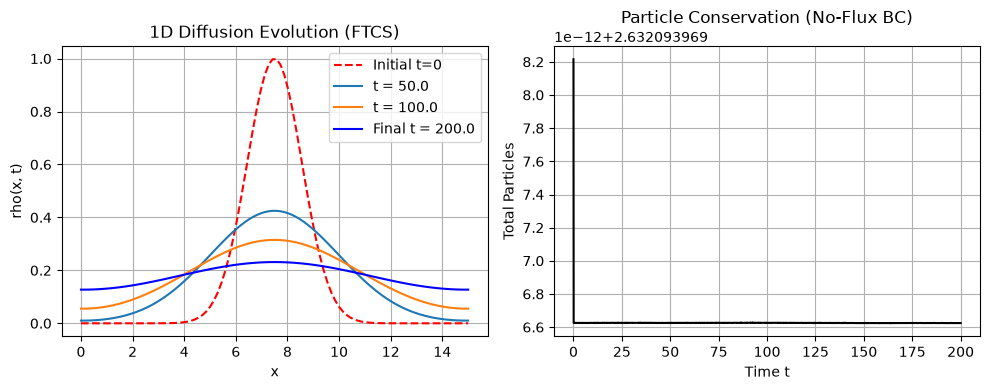 1D Diffusion Evolution (FTCS)
rho(x, t)
1.0
0.8
0.6
0.4
0.2
0.0
0 2 4 6 8 10 12 14
x
Initial t=0
t = 50.0
t = 100.0
Final t = 200.0
Particle Conservation (No-Flux BC)
1e−12+2.632093969
Total Particles
8.2
8.0
7.8
7.6
7.4
7.2
7.0
6.8
6.6
0 25 50 75 100 125 150 175 200
Time t